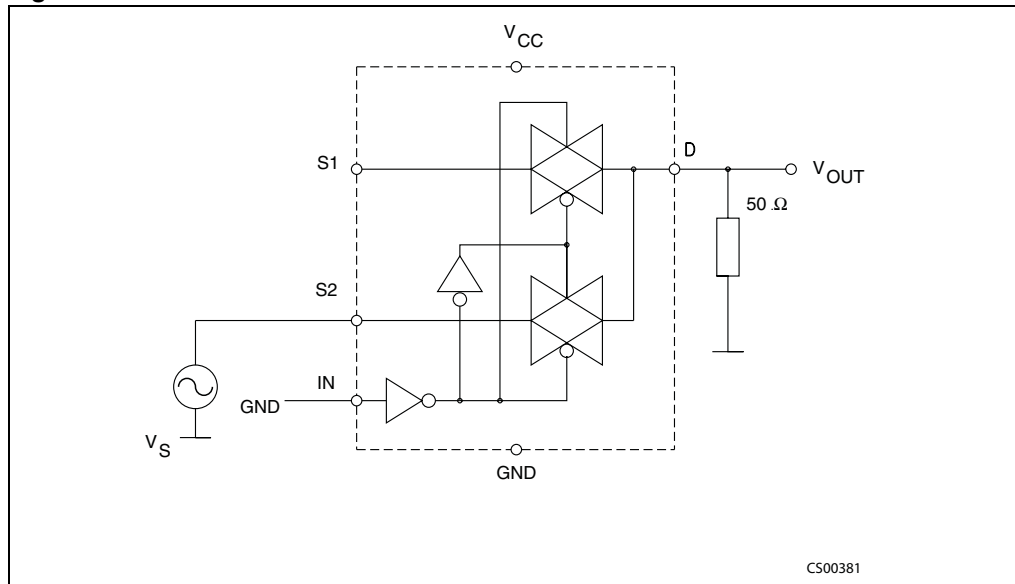 V_CC
S1
D
V_OUT
50 .Ω
S2
IN
GND
V_S
GND
CS00381